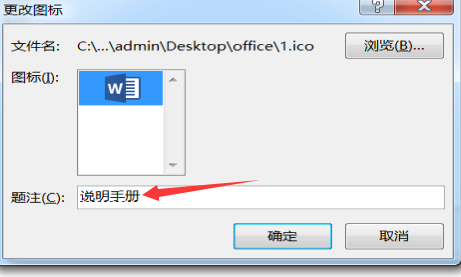 更改图标
文件名: C:\...\admin\Desktop\office\1.ico
浏览(B)...
图标(I):
题注(C): 说明手册
确定 取消